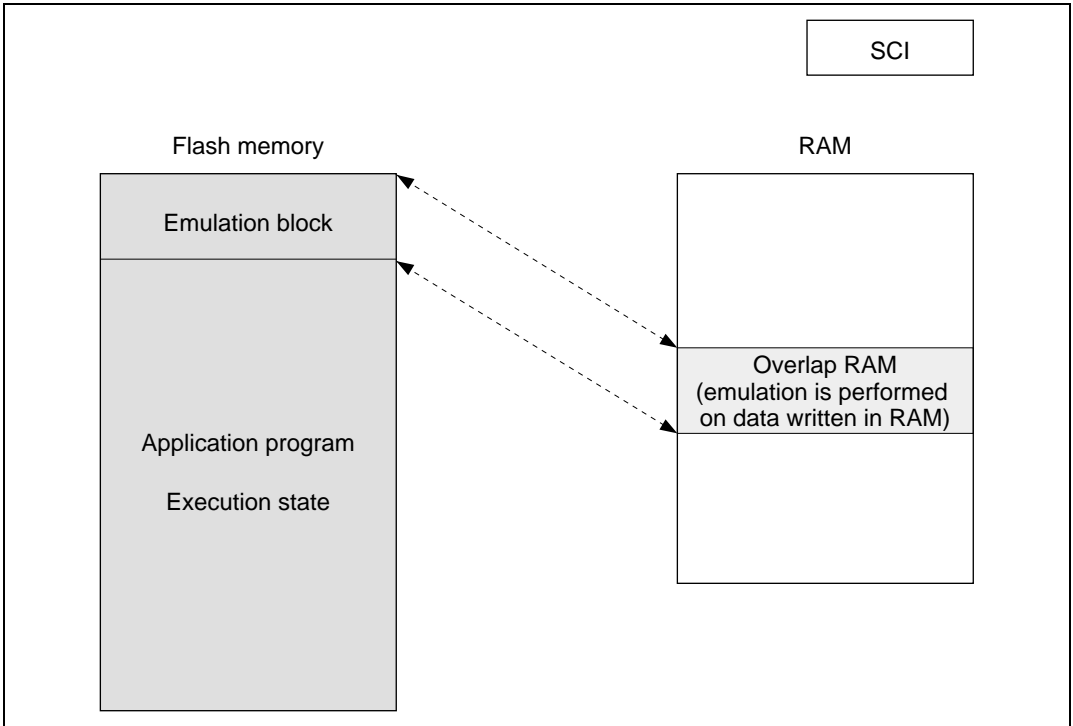 SCI
Flash memory
RAM
Emulation block
Overlap RAM
(emulation is performed
on data written in RAM)
Application program
Execution state